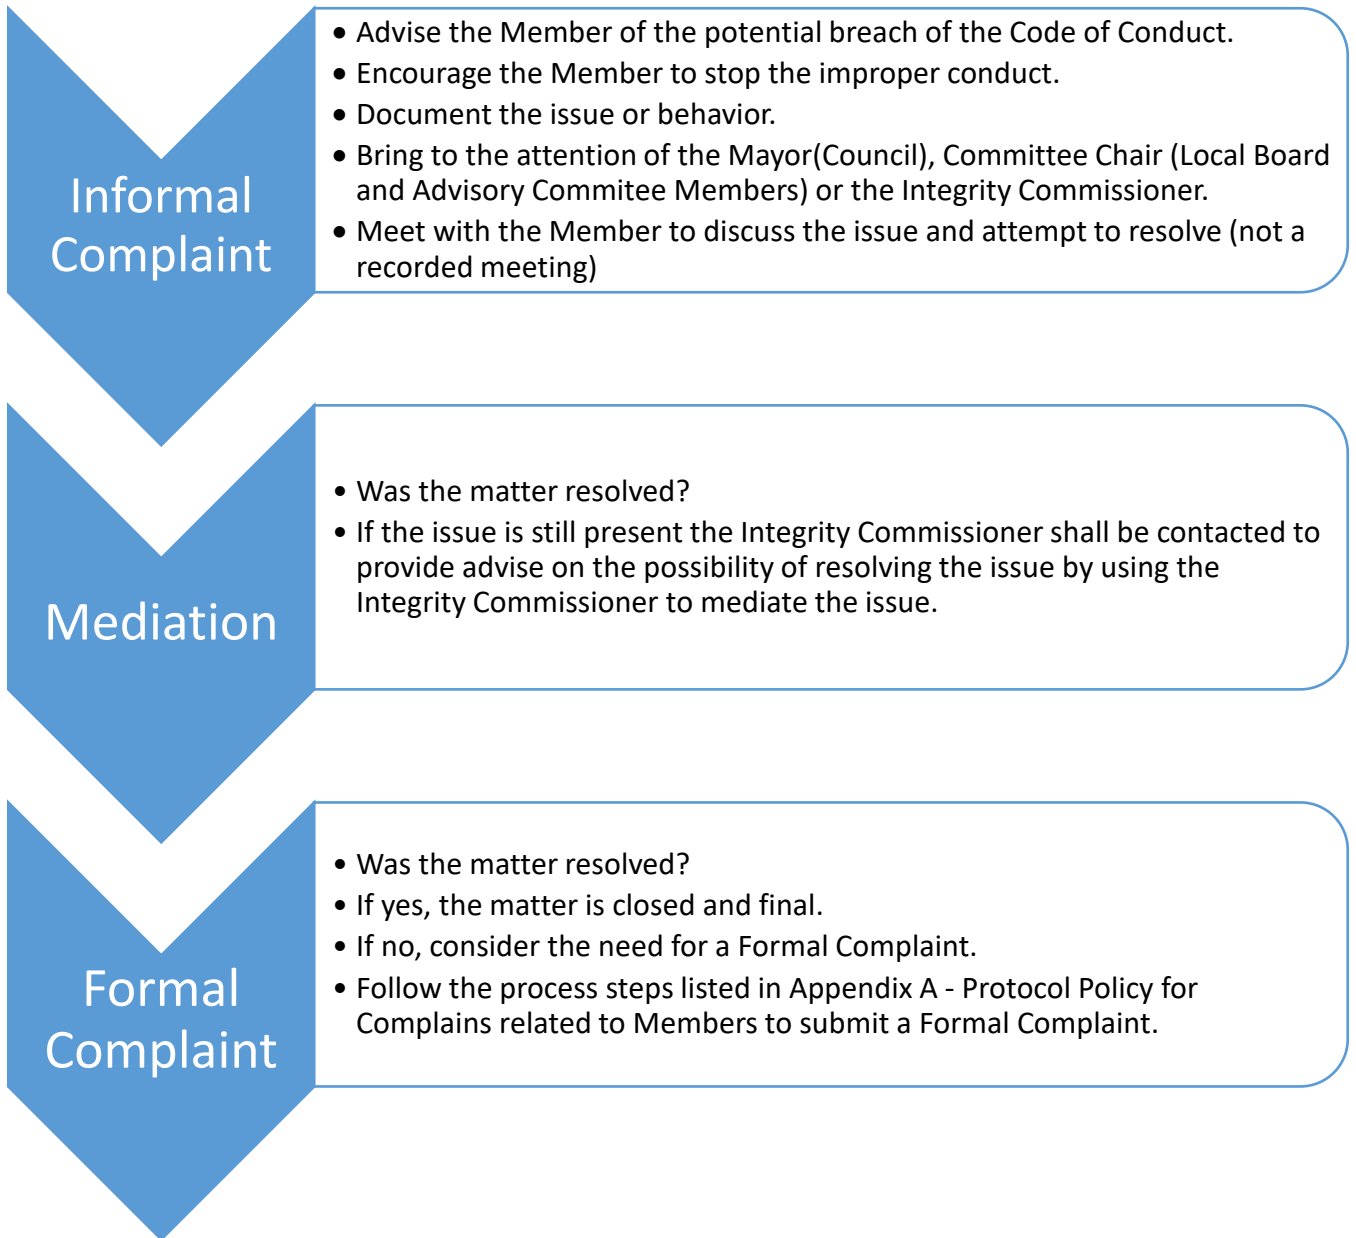 Informal
Complaint
• Advise the Member of the potential breach of the Code of Conduct.
• Encourage the Member to stop the improper conduct.
• Document the issue or behavior.
• Bring to the attention of the Mayor(Council), Committee Chair (Local Board
and Advisory Commitee Members) or the Integrity Commissioner.
• Meet with the Member to discuss the issue and attempt to resolve (not a
recorded meeting)
Mediation
• Was the matter resolved?
• If the issue is still present the Integrity Commissioner shall be contacted to
provide advise on the possibility of resolving the issue by using the
Integrity Commissioner to mediate the issue.
Formal
Complaint
• Was the matter resolved?
• If yes, the matter is closed and final.
• If no, consider the need for a Formal Complaint.
• Follow the process steps listed in Appendix A - Protocol Policy for
Complains related to Members to submit a Formal Complaint.